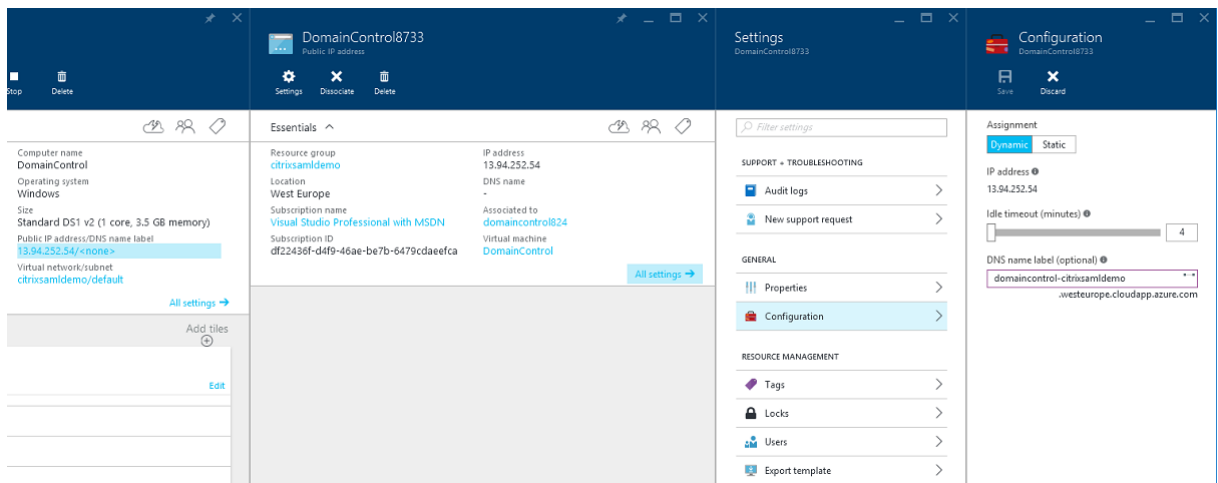 Stop
Delete
Computer name
DomainControl
Operating system
Windows
Size
Standard DS1 v2 (1 core, 3.5 GB memory)
Public IP address/DNS name label
13.94.252.54/<none>
Virtual network/subnet
citrixsamldemo/default
All settings
Add tiles
Edit
DomainControl8733
Public IP address
Settings
Dissociate
Delete
Essentials
Resource group
citrixsamldemo
Location
West Europe
Subscription name
Visual Studio Professional with MSDN
Subscription ID
df22436f-d4f9-46ae-be7b-6479cdaeefca
IP address
13.94.252.54
DNS name
-
Associated to
domaincontrol824
Virtual machine
DomainControl
All settings
Settings
DomainControl8733
Filter settings
SUPPORT + TROUBLESHOOTING
Audit logs
New support request
GENERAL
Properties
Configuration
RESOURCE MANAGEMENT
Tags
Locks
Users
Export template
Configuration
DomainControl8733
Save
Discard
Assignment
Dynamic
Static
IP address
13.94.252.54
Idle timeout (minutes)
4
DNS name label (optional)
domaincontrol-citrixsamldemo
.westeurope.cloudapp.azure.com